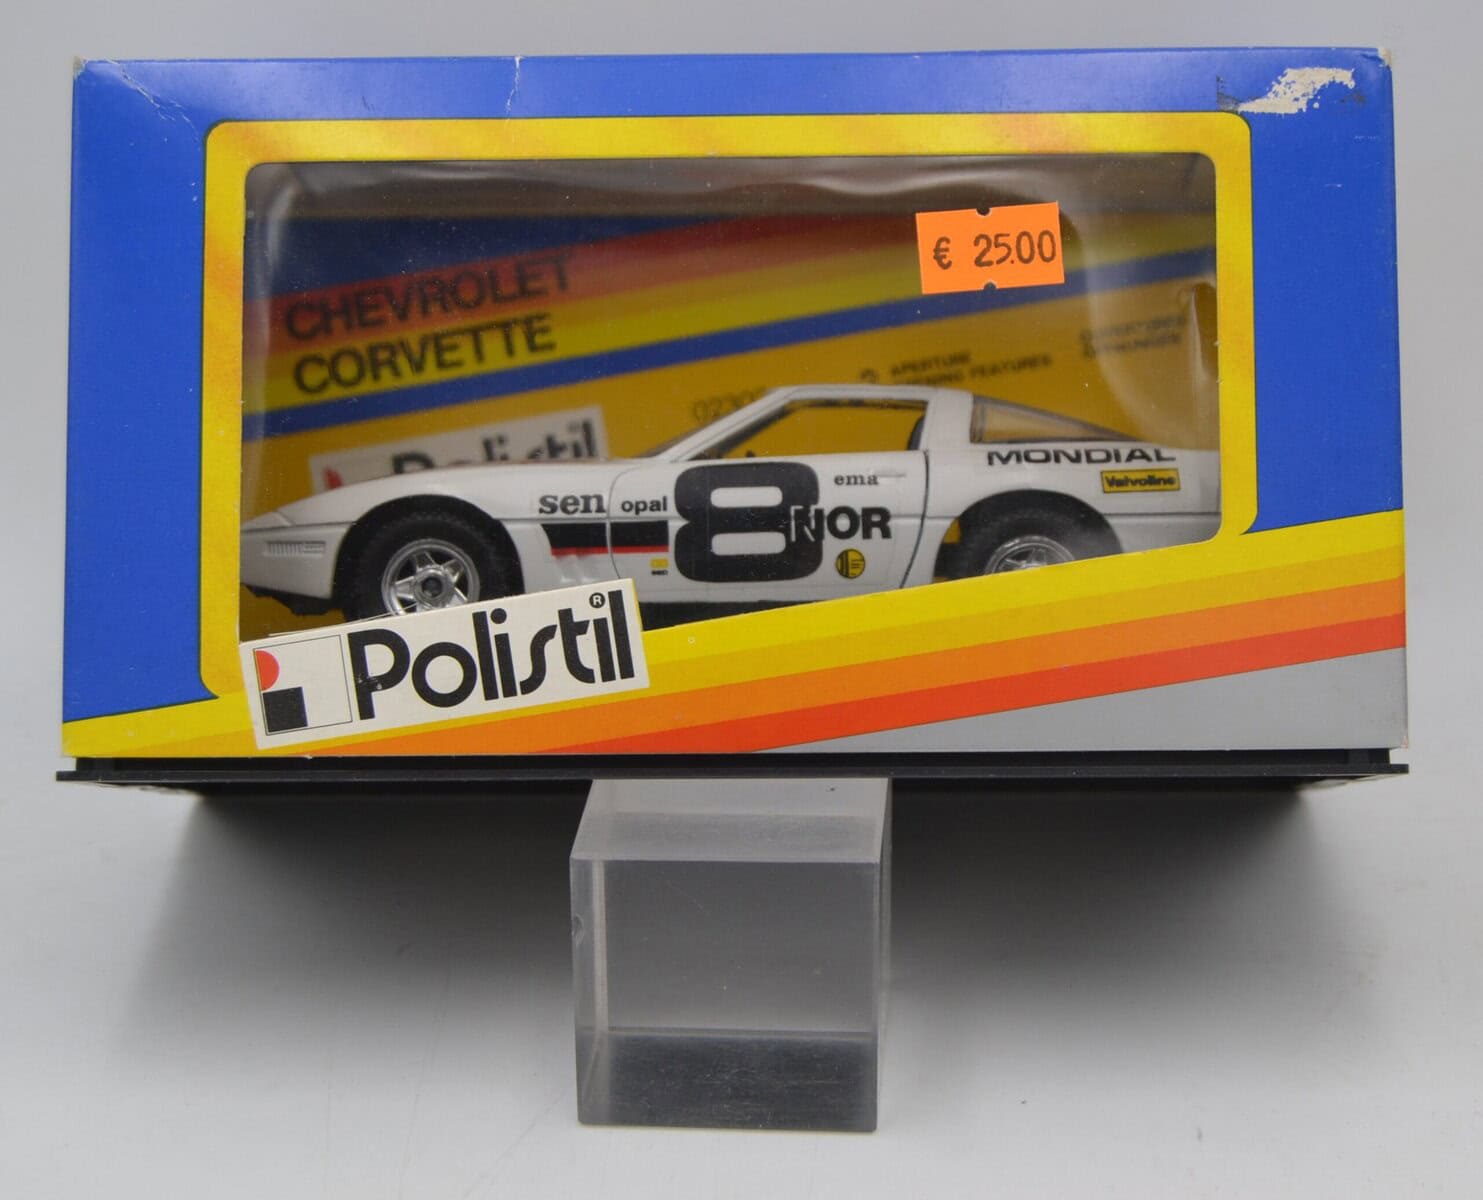 € 25.00
CHEVROLET
CORVETTE
APERTURE
OPENING FEATURES
Polistil
MONDIAL
Valvoline
sen
opal
8
ema
NOR
Polistil®